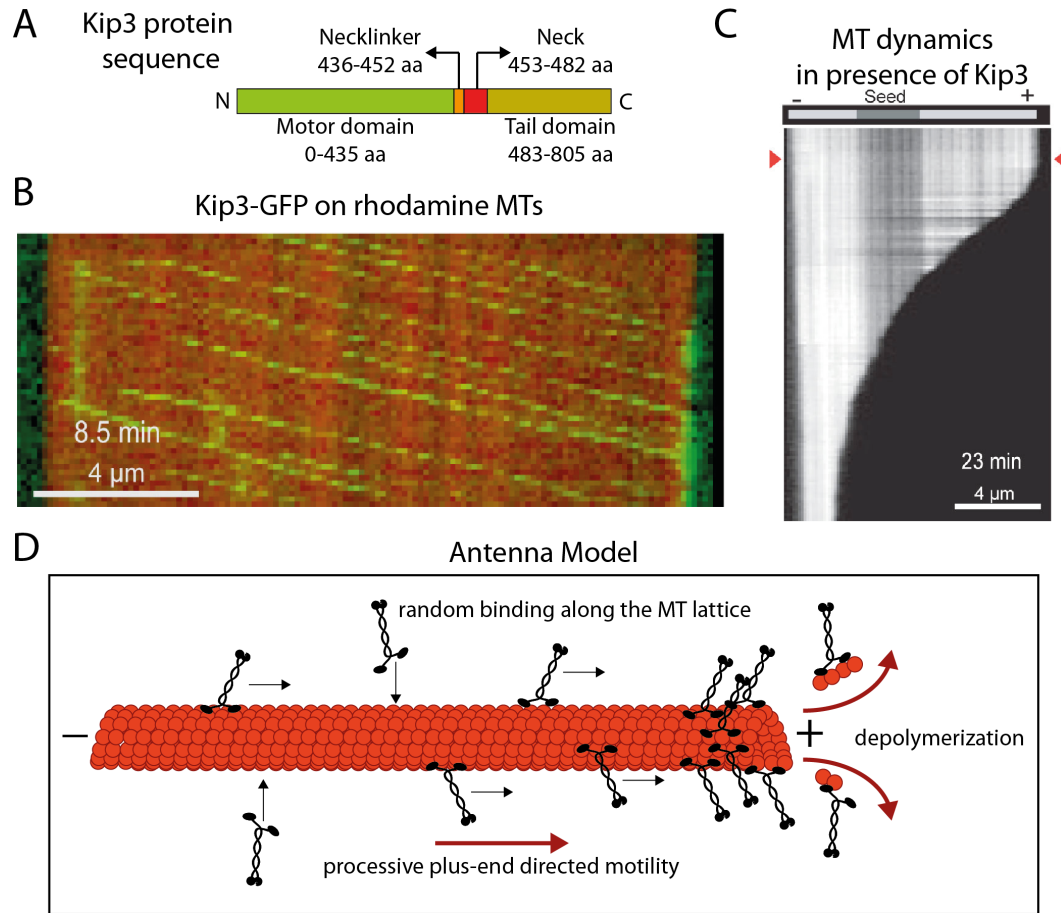 A
Kip3 protein
sequence
Necklinker
436-452 aa
Neck
453-482 aa
N
C
Motor domain
0-435 aa
Tail domain
483-805 aa
B
Kip3-GFP on rhodamine MTs
8.5 min
4 μm
C
MT dynamics
in presence of Kip3
- Seed +
23 min
4 μm
D
Antenna Model
random binding along the MT lattice
− +
depolymerization
processive plus-end directed motility